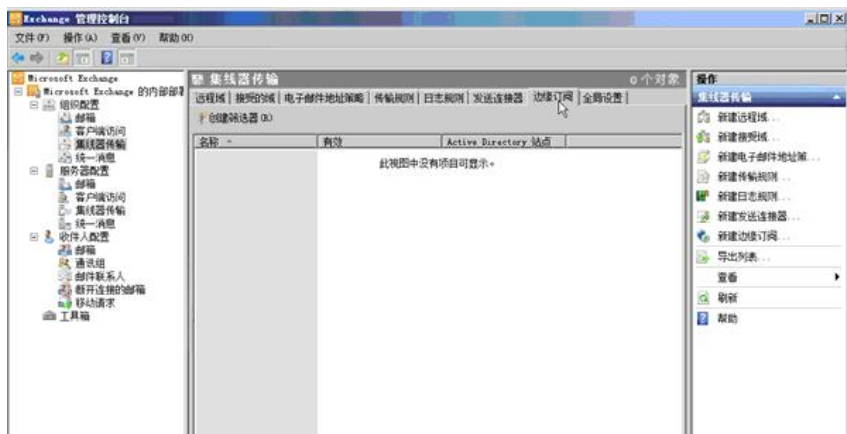 Exchange 管理控制台
文件(F) 操作(A) 查看(V) 帮助(H)
Microsoft Exchange
Microsoft Exchange 的内部部署
组织配置
邮箱
客户端访问
集线器传输
统一消息
服务器配置
邮箱
客户端访问
集线器传输
统一消息
收件人配置
邮箱
通讯组
邮件联系人
断开连接的邮箱
移动请求
工具箱
集线器传输 0 个对象
远程域 接受的域 电子邮件地址策略 传输规则 日志规则 发送连接器 边缘订阅 全局设置
创建筛选器(R)
名称 有效 Active Directory 站点
此视图中没有项目可显示。
操作
集线器传输
新建远程域...
新建接受域...
新建电子邮件地址策...
新建传输规则...
新建日志规则...
新建发送连接器...
新建边缘订阅...
导出列表...
查看
刷新
帮助